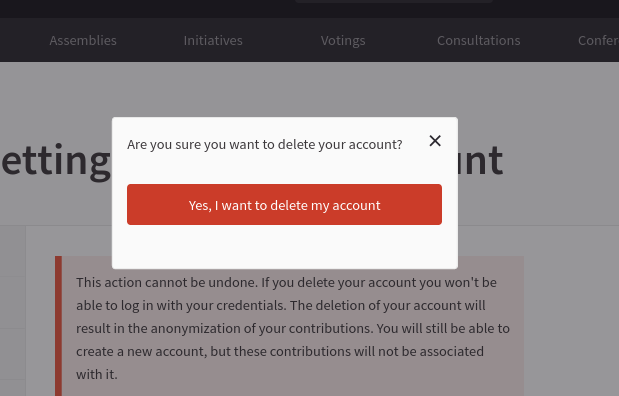 Assemblies Initiatives Votings Consultations Confer
Are you sure you want to delete your account? ✕
etting unt
Yes, I want to delete my account
This action cannot be undone. If you delete your account you won't be
able to log in with your credentials. The deletion of your account will
result in the anonymization of your contributions. You will still be able to
create a new account, but these contributions will not be associated
with it.